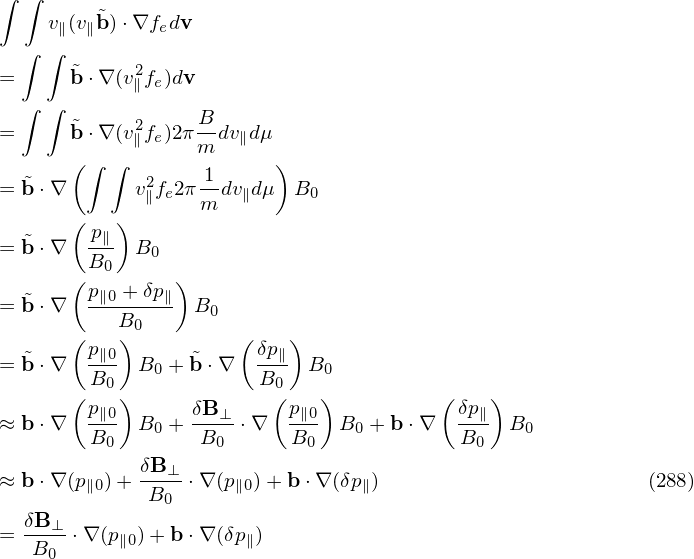 ∫ ∫ v_∥(v_∥ b̃) · ∇f_e dv
= ∫ ∫ b̃ · ∇(v_∥^2 f_e)dv
= ∫ ∫ b̃ · ∇(v_∥^2 f_e)2π B/m dv_∥ dμ
= b̃ · ∇ (∫ ∫ v_∥^2 f_e 2π 1/m dv_∥ dμ) B_0
= b̃ · ∇ (p_∥/B_0) B_0
= b̃ · ∇ ((p_∥0 + δp_∥)/B_0) B_0
= b̃ · ∇ (p_∥0/B_0) B_0 + b̃ · ∇ (δp_∥/B_0) B_0
≈ b · ∇ (p_∥0/B_0) B_0 + δB_⊥/B_0 · ∇ (p_∥0/B_0) B_0 + b · ∇ (δp_∥/B_0) B_0
≈ b · ∇(p_∥0) + δB_⊥/B_0 · ∇(p_∥0) + b · ∇(δp_∥) (288)
= δB_⊥/B_0 · ∇(p_∥0) + b · ∇(δp_∥)